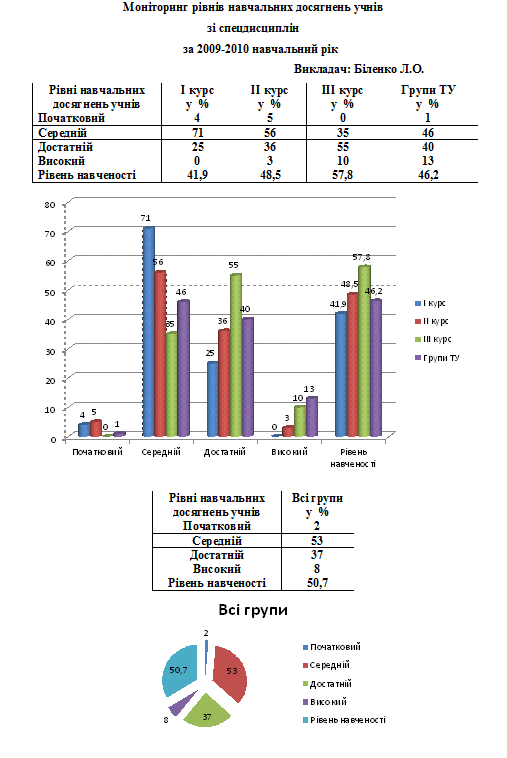 Моніторинг рівнів навчальних досягнень учнів
зі спецдисциплін
за 2009-2010 навчальний рік
Викладач: Біленко Л.О.
Рівні навчальних досягнень учнів І курс у % ІІ курс у % ІІІ курс у % Групи ТУ у %
Початковий 4 5 0 1
Середній 71 56 35 46
Достатній 25 36 55 40
Високий 0 3 10 13
Рівень навченості 41,9 48,5 57,8 46,2
80
70
60
50
40
30
20
10
0
4 5 0 1
71 56 35 46
25 36 55 40
0 3 10 13
41,9 48,5 57,8 46,2
Початковий Середній Достатній Високий Рівень навченості
І курс
ІІ курс
ІІІ курс
Групи ТУ
Рівні навчальних досягнень учнів Всі групи у %
Початковий 2
Середній 53
Достатній 37
Високий 8
Рівень навченості 50,7
Всі групи
2
53
37
8
50,7
Початковий
Середній
Достатній
Високий
Рівень навченості